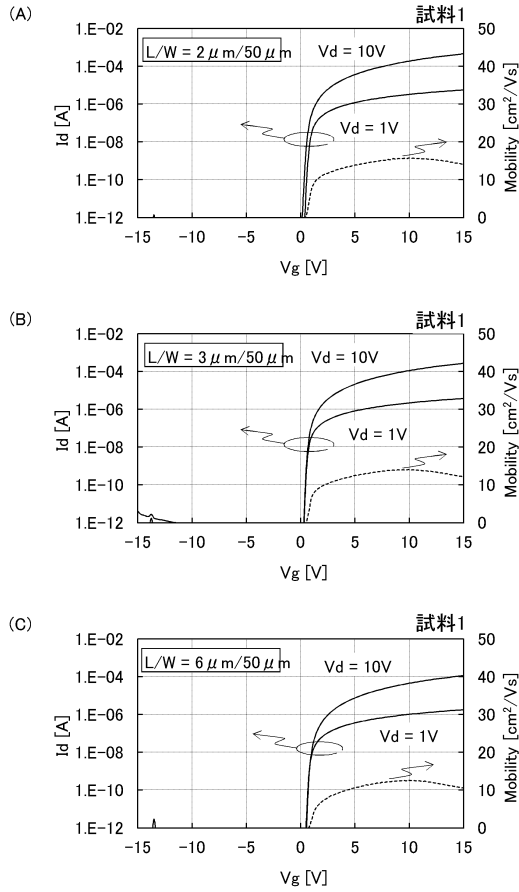 (A)
試料1
1.E-02
50
L/W = 2μm/50μm
Vd = 10V
1.E-04
40
1.E-06
30
Vd = 1V
1.E-08
20
1.E-10
10
1.E-12
0
Id [A]
Mobility [cm²/Vs]
-15
-10
-5
0
5
10
15
Vg [V]
(B)
試料1
1.E-02
50
L/W = 3μm/50μm
Vd = 10V
1.E-04
40
1.E-06
30
Vd = 1V
1.E-08
20
1.E-10
10
1.E-12
0
Id [A]
Mobility [cm²/Vs]
-15
-10
-5
0
5
10
15
Vg [V]
(C)
試料1
1.E-02
50
L/W = 6μm/50μm
Vd = 10V
1.E-04
40
1.E-06
30
Vd = 1V
1.E-08
20
1.E-10
10
1.E-12
0
Id [A]
Mobility [cm²/Vs]
-15
-10
-5
0
5
10
15
Vg [V]